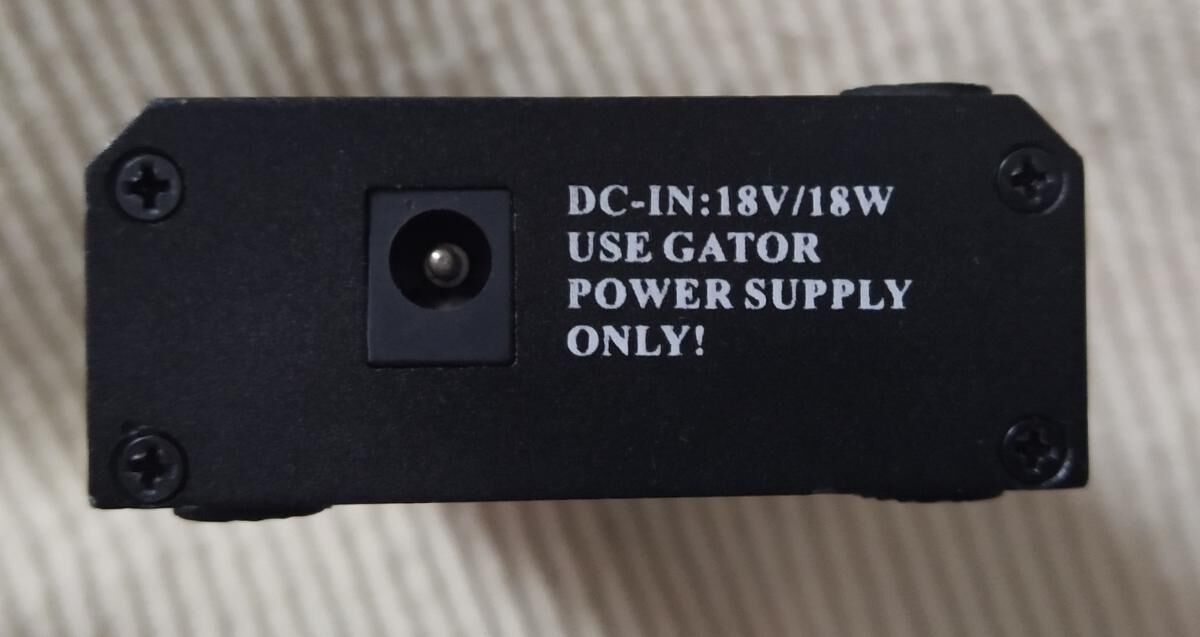 DC-IN:18V/18W
USE GATOR
POWER SUPPLY
ONLY!